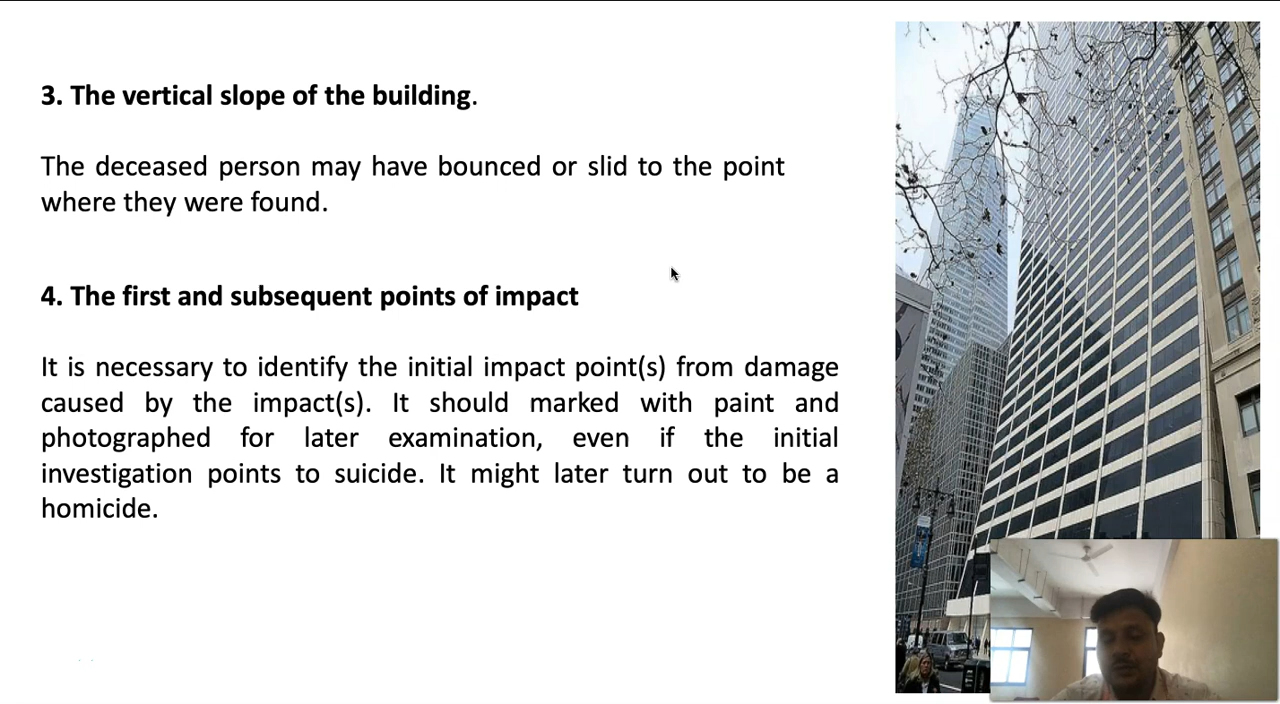 3. The vertical slope of the building.
The deceased person may have bounced or slid to the point
where they were found.
4. The first and subsequent points of impact
It is necessary to identify the initial impact point(s) from damage
caused by the impact(s). It should marked with paint and
photographed for later examination, even if the initial
investigation points to suicide. It might later turn out to be a
homicide.